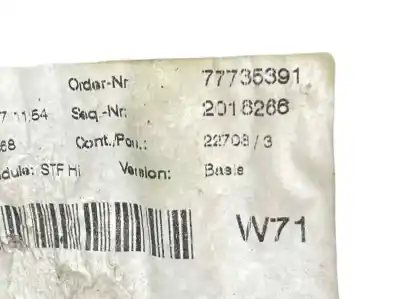 Order-Nr 77735391
7 11:54 Seq.-Nr: 2016266
68 Cont./Pos.: 22708 / 3
dule: STF Hi Version: Basis
W71